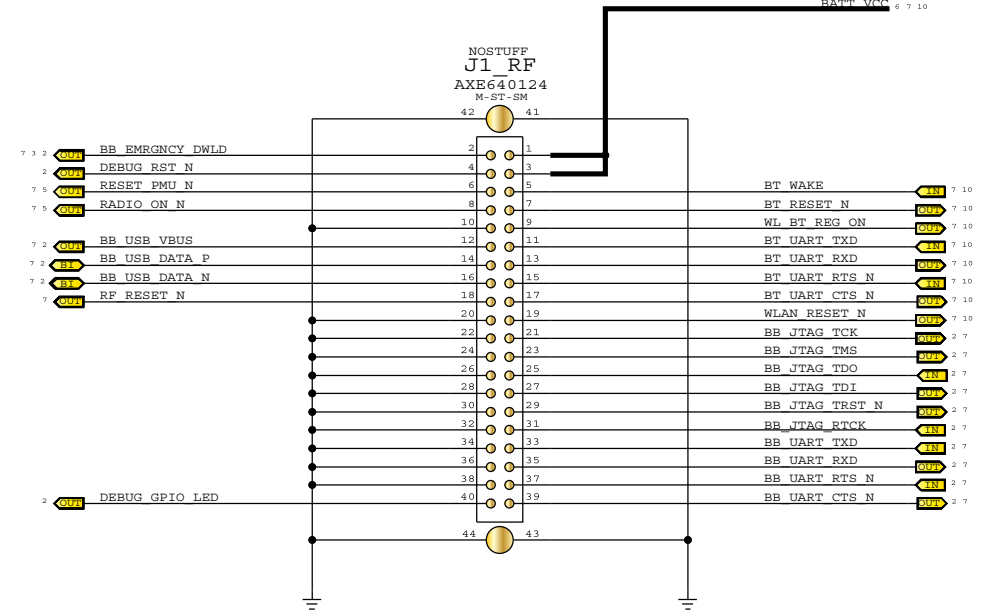 BATT_VCC 6 7 10
NOSTUFF
J1_RF
AXE640124
M-ST-SM
42 41
7 3 2 OUT BB_EMRGNCY_DWLD 2 1
2 OUT DEBUG_RST_N 4 3
7 5 OUT RESET_PMU_N 6 5 BT_WAKE IN 7 10
7 5 OUT RADIO_ON_N 8 7 BT_RESET_N OUT 7 10
10 9 WL_BT_REG_ON OUT 7 10
7 2 OUT BB_USB_VBUS 12 11 BT_UART_TXD IN 7 10
7 2 BI BB_USB_DATA_P 14 13 BT_UART_RXD OUT 7 10
7 2 BI BB_USB_DATA_N 16 15 BT_UART_RTS_N IN 7 10
7 OUT RF_RESET_N 18 17 BT_UART_CTS_N OUT 7 10
20 19 WLAN_RESET_N OUT 7 10
22 21 BB_JTAG_TCK OUT 2 7
24 23 BB_JTAG_TMS OUT 2 7
26 25 BB_JTAG_TDO IN 2 7
28 27 BB_JTAG_TDI OUT 2 7
30 29 BB_JTAG_TRST_N OUT 2 7
32 31 BB_JTAG_RTCK IN 2 7
34 33 BB_UART_TXD IN 2 7
36 35 BB_UART_RXD OUT 2 7
38 37 BB_UART_RTS_N IN 2 7
2 OUT DEBUG_GPIO_LED 40 39 BB_UART_CTS_N OUT 2 7
44 43